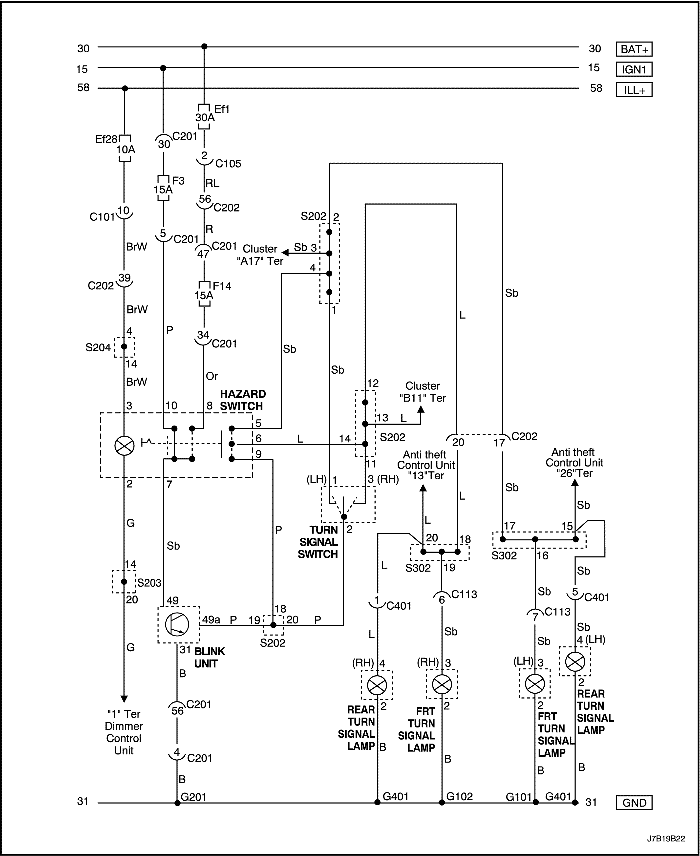 30 30 BAT+
15 15 IGN1
58 58 ILL+
Ef1
30A
Ef28
10A
C201
30
2
C105
F3
15A
RL
56
C202
10
C101
S202 2
5
C201
R
C201
47
BrW
Cluster
"A17" Ter
Sb 3
4
39
C202
F14
15A
1
Sb
BrW
P
L
34
C201
4
S204
14
Sb
Sb
BrW
Or
12
Cluster
"B11" Ter
HAZARD
SWITCH
3 10 8
5
13 L
6
L
14
S202
20 17 C202
9
11
Anti theft
Control Unit
"13"Ter
Anti theft
Control Unit
"26"Ter
2 7
(LH) 1 3 (RH)
L
Sb
Sb
2
TURN
SIGNAL
SWITCH
G
P
L
17 15
20 18
Sb
S302 19
S302 16
14
S203
20
L
Sb
Sb
49
6
C113
5
C401
1
C401
49a P 19
18
20 P
S202
7
C113
G
31
BLINK
UNIT
L
Sb
Sb
Sb
4 (LH)
B
(RH) 4
(RH) 3
(LH) 3
2
56
C201
"1" Ter
Dimmer
Control
Unit
2
2
2
REAR
TURN
SIGNAL
LAMP
REAR
TURN
SIGNAL
LAMP
FRT
TURN
SIGNAL
LAMP
FRT
TURN
SIGNAL
LAMP
4
C201
B
B
B
B
B
31 G201 G401 G102 G101 G401 31 GND
J7B19B22